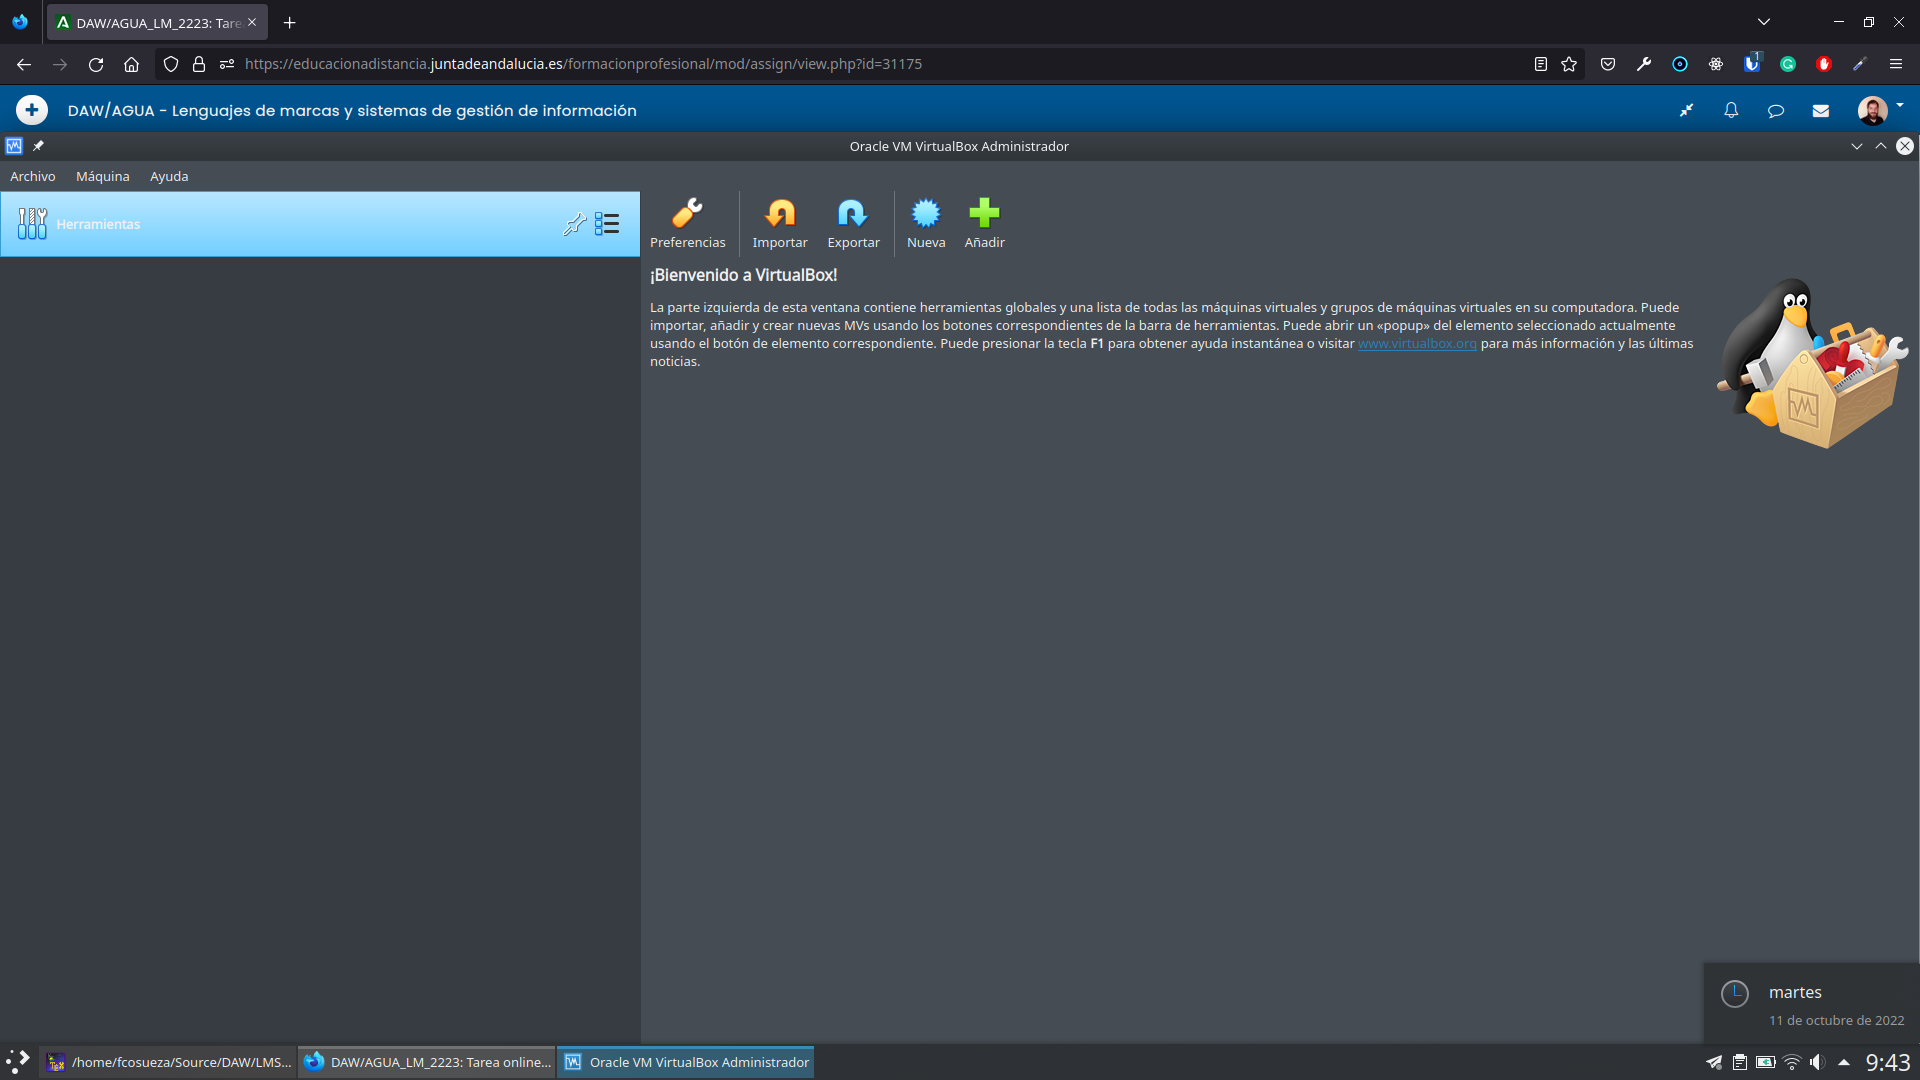 DAW/AGUA_LM_2223: Tare
https://educacionadistancia.juntadeandalucia.es/formacionprofesional/mod/assign/view.php?id=31175
1
DAW/AGUA - Lenguajes de marcas y sistemas de gestión de información
Oracle VM VirtualBox Administrador
Archivo Máquina Ayuda
Herramientas
Preferencias Importar Exportar Nueva Añadir
¡Bienvenido a VirtualBox!
La parte izquierda de esta ventana contiene herramientas globales y una lista de todas las máquinas virtuales y grupos de máquinas virtuales en su computadora. Puede
importar, añadir y crear nuevas MVs usando los botones correspondientes de la barra de herramientas. Puede abrir un «popup» del elemento seleccionado actualmente
usando el botón de elemento correspondiente. Puede presionar la tecla F1 para obtener ayuda instantánea o visitar www.virtualbox.org para más información y las últimas
noticias.
martes
11 de octubre de 2022
/home/fcosueza/Source/DAW/LMS... DAW/AGUA_LM_2223: Tarea online... Oracle VM VirtualBox Administrador 9:43